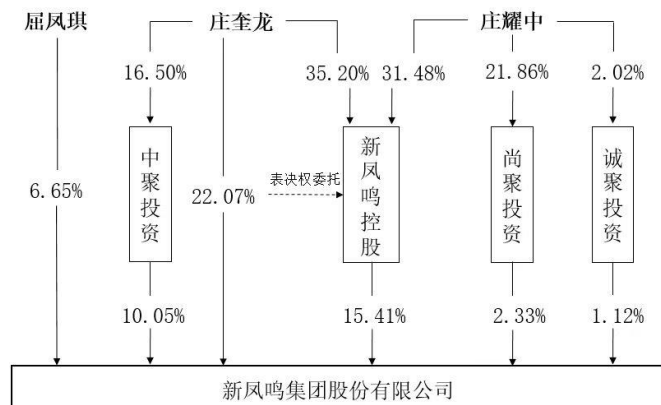 屈凤琪 庄奎龙 庄耀中
16.50% 35.20% 31.48% 21.86% 2.02%
中聚投资
新凤鸣控股
尚聚投资
诚聚投资
表决权委托
6.65% 22.07%
10.05% 15.41% 2.33% 1.12%
新凤鸣集团股份有限公司